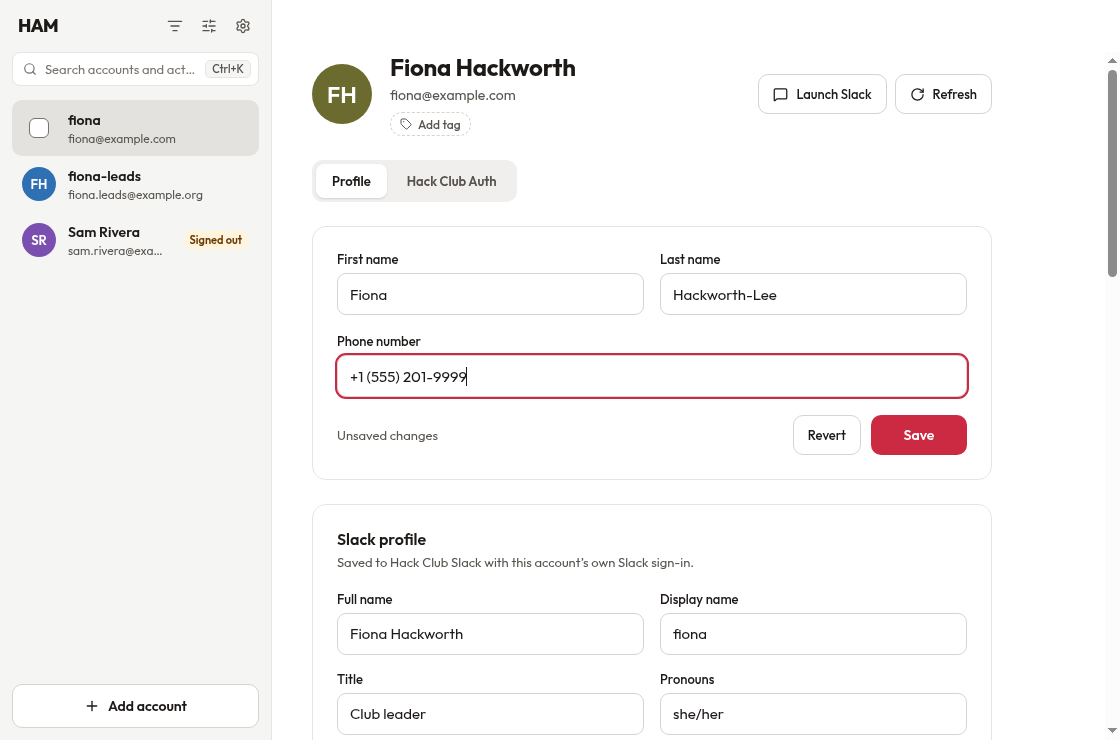 HAM
Search accounts and act... Ctrl+K
fiona
fiona@example.com
FH
fiona-leads
fiona.leads@example.org
SR
Sam Rivera
sam.rivera@exa...
Signed out
Add account
FH
Fiona Hackworth
fiona@example.com
Add tag
Launch Slack
Refresh
Profile
Hack Club Auth
First name
Last name
Fiona
Hackworth-Lee
Phone number
+1 (555) 201-9999
Unsaved changes
Revert
Save
Slack profile
Saved to Hack Club Slack with this account's own Slack sign-in.
Full name
Display name
Fiona Hackworth
fiona
Title
Pronouns
Club leader
she/her